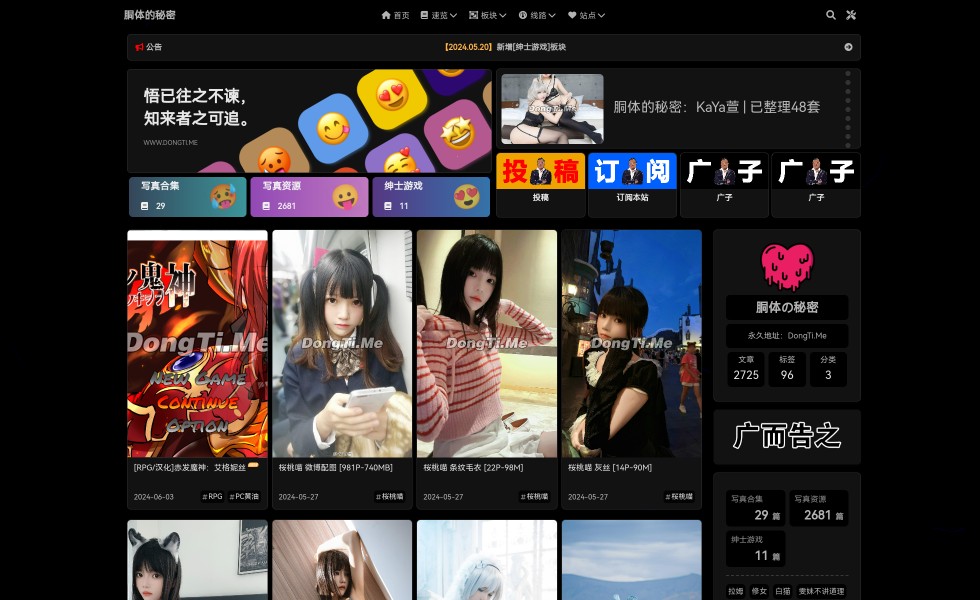 胴体的秘密
首页
速览
板块
线路
站点
公告
【2024.05.20】新增[绅士游戏]板块
悟已往之不谏，
知来者之可追。
WWW.DONGTI.ME
DongTi.Me
胴体的秘密：KaYa萱 | 已整理48套
写真合集
29
写真资源
2681
绅士游戏
11
投稿
投稿
订阅
订阅本站
广子
广子
广子
广子
鬼神
DongTi.Me
New Game
Continue
Option
[RPG/汉化]赤发魔神：艾格妮丝
2024-06-03
#RPG
#PC黄油
DongTi.Me
桜桃喵 微博配图 [981P-740MB]
2024-05-27
#桜桃喵
DongTi.Me
桜桃喵 条纹毛衣 [22P-98M]
2024-05-27
#桜桃喵
DongTi.Me
桜桃喵 灰丝 [14P-90M]
2024-05-27
#桜桃喵
胴体の秘密
永久地址：DongTi.Me
文章
2725
标签
96
分类
3
广而告之
写真合集
29 篇
写真资源
2681 篇
绅士游戏
11 篇
拉姆
修女
白猫
雯妹不讲道理